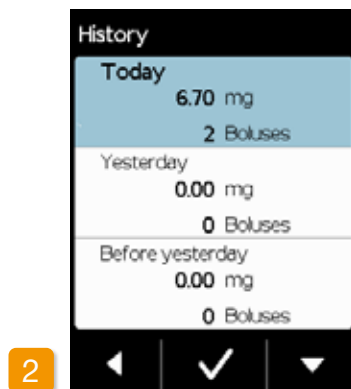 History
Today
6.70 mg
2 Boluses
Yesterday
0.00 mg
0 Boluses
Before yesterday
0.00 mg
0 Boluses
2